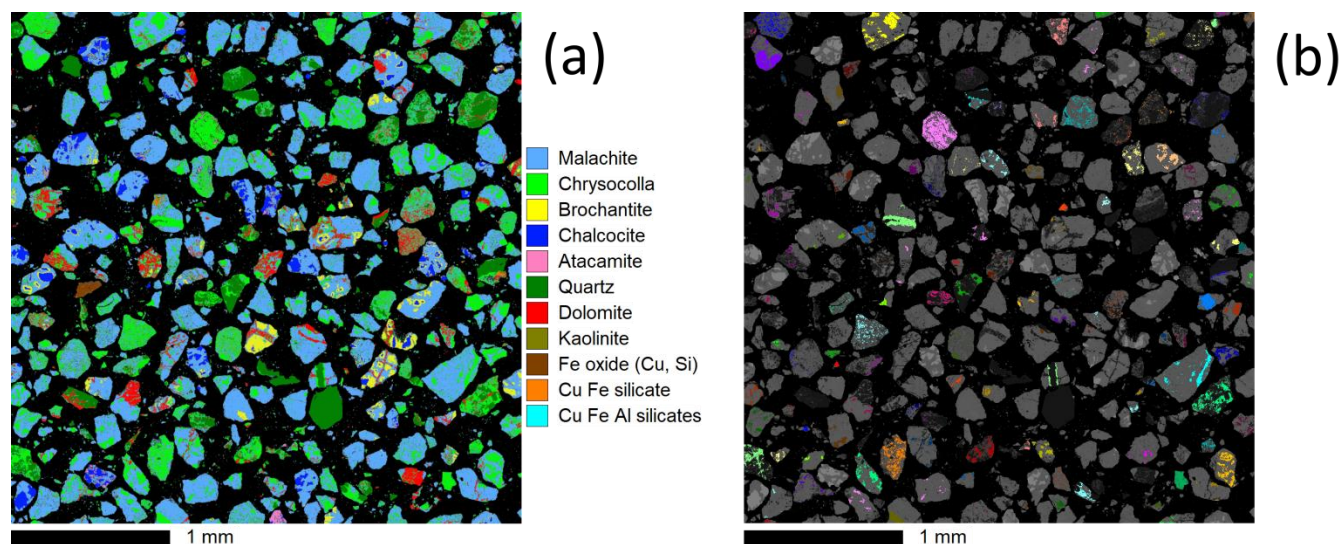 (a)
(b)
Malachite
Chrysocolla
Brochantite
Chalcocite
Atacamite
Quartz
Dolomite
Kaolinite
Fe oxide (Cu, Si)
Cu Fe silicate
Cu Fe Al silicates
1 mm
1 mm